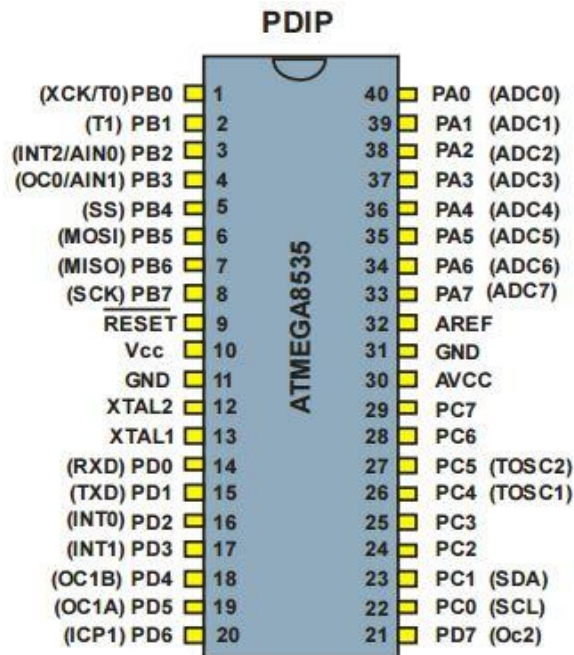 PDIP
(XCK/T0) PB0 1 40 PA0 (ADC0)
(T1) PB1 2 39 PA1 (ADC1)
(INT2/AIN0) PB2 3 38 PA2 (ADC2)
(OC0/AIN1) PB3 4 37 PA3 (ADC3)
(SS) PB4 5 36 PA4 (ADC4)
(MOSI) PB5 6 35 PA5 (ADC5)
(MISO) PB6 7 34 PA6 (ADC6)
(SCK) PB7 8 33 PA7 (ADC7)
RESET 9 32 AREF
Vcc 10 31 GND
GND 11 30 AVCC
XTAL2 12 29 PC7
XTAL1 13 28 PC6
(RXD) PD0 14 27 PC5 (TOSC2)
(TXD) PD1 15 26 PC4 (TOSC1)
(INT0) PD2 16 25 PC3
(INT1) PD3 17 24 PC2
(OC1B) PD4 18 23 PC1 (SDA)
(OC1A) PD5 19 22 PC0 (SCL)
(ICP1) PD6 20 21 PD7 (Oc2)
ATMEGA8535